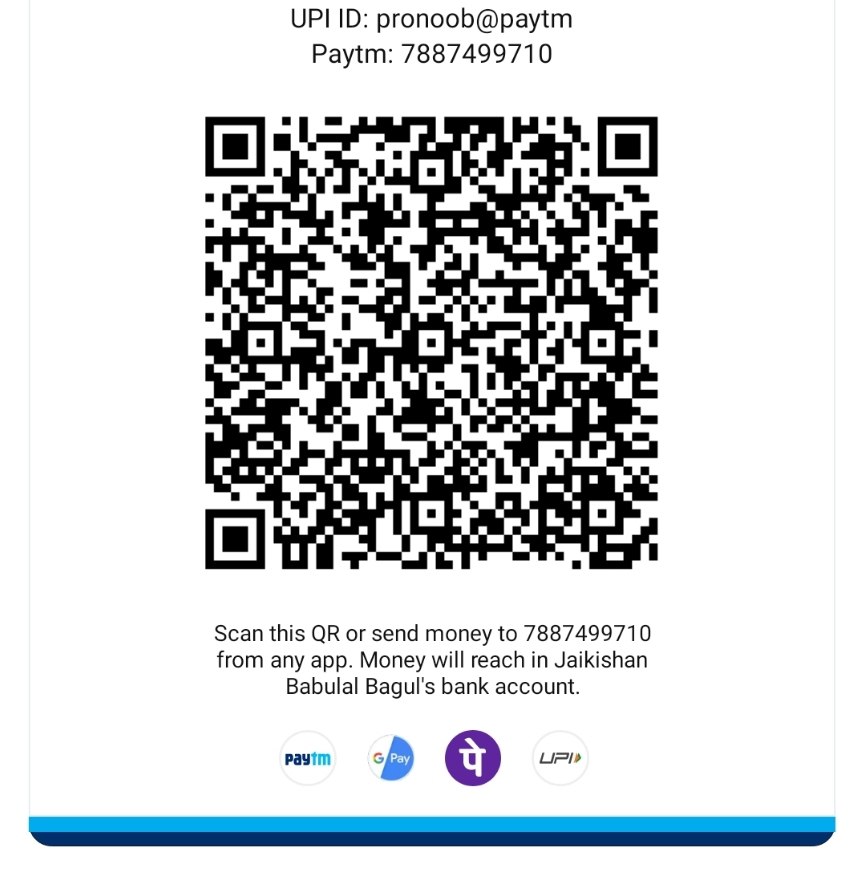 UPI ID: pronoob@paytm
Paytm: 7887499710
Scan this QR or send money to 7887499710
from any app. Money will reach in Jaikishan
Babulal Bagul's bank account.
paytm
G Pay
पे
UPI